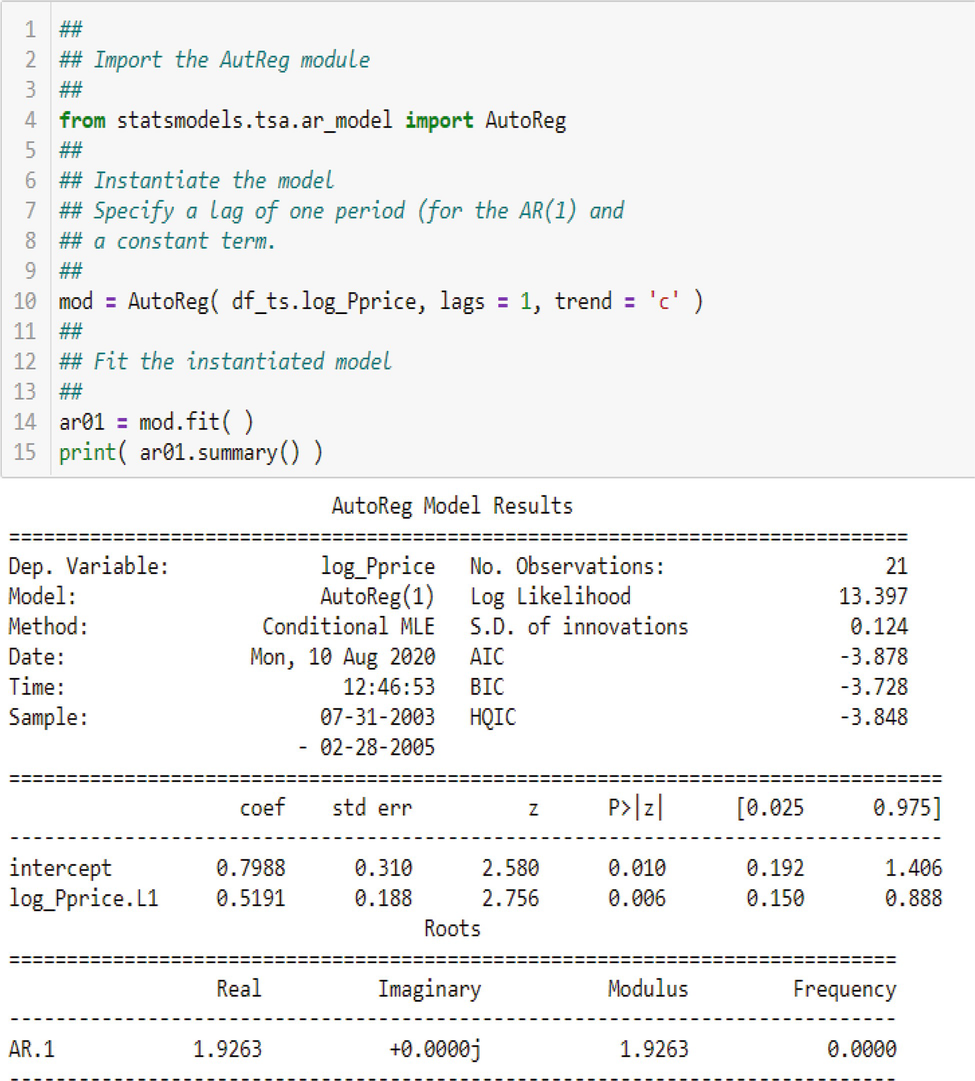 1 ##
2 ## Import the AutReg module
3 ##
4 from statsmodels.tsa.ar_model import AutoReg
5 ##
6 ## Instantiate the model
7 ## Specify a lag of one period (for the AR(1) and
8 ## a constant term.
9 ##
10 mod = AutoReg( df_ts.log_Pprice, lags = 1, trend = 'c' )
11 ##
12 ## Fit the instantiated model
13 ##
14 ar01 = mod.fit( )
15 print( ar01.summary() )
AutoReg Model Results
==============================================================================
Dep. Variable: log_Pprice No. Observations: 21
Model: AutoReg(1) Log Likelihood 13.397
Method: Conditional MLE S.D. of innovations 0.124
Date: Mon, 10 Aug 2020 AIC -3.878
Time: 12:46:53 BIC -3.728
Sample: 07-31-2003 HQIC -3.848
- 02-28-2005
=================================================================================
coef std err z P>|z| [0.025 0.975]
---------------------------------------------------------------------------------
intercept 0.7988 0.310 2.580 0.010 0.192 1.406
log_Pprice.L1 0.5191 0.188 2.756 0.006 0.150 0.888
Roots
=============================================================================
Real Imaginary Modulus Frequency
-----------------------------------------------------------------------------
AR.1 1.9263 +0.0000j 1.9263 0.0000
-----------------------------------------------------------------------------